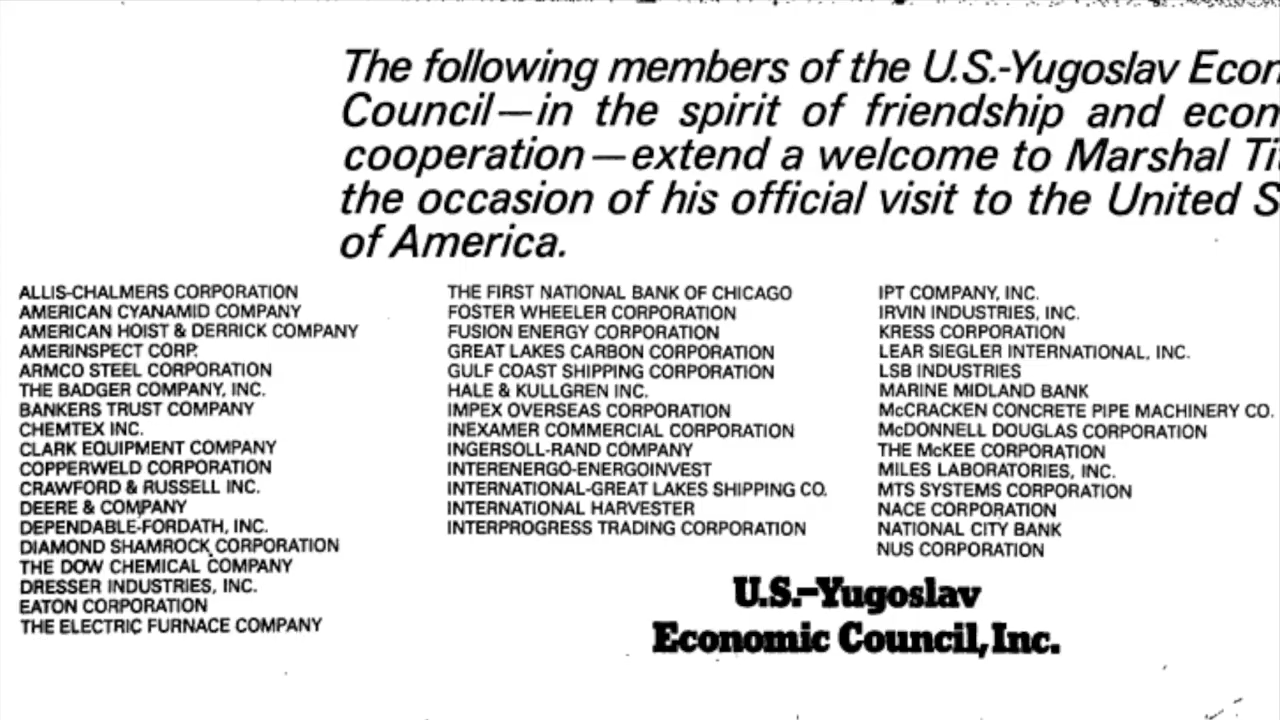 The following members of the U.S.-Yugoslav Econ
Council—in the spirit of friendship and econ
cooperation—extend a welcome to Marshal Ti
the occasion of his official visit to the United S
of America.
ALLIS-CHALMERS CORPORATION
AMERICAN CYANAMID COMPANY
AMERICAN HOIST & DERRICK COMPANY
AMERINSPECT CORP.
ARMCO STEEL CORPORATION
THE BADGER COMPANY, INC.
BANKERS TRUST COMPANY
CHEMTEX INC.
CLARK EQUIPMENT COMPANY
COPPERWELD CORPORATION
CRAWFORD & RUSSELL INC.
DEERE & COMPANY
DEPENDABLE-FORDATH, INC.
DIAMOND SHAMROCK CORPORATION
THE DOW CHEMICAL COMPANY
DRESSER INDUSTRIES, INC.
EATON CORPORATION
THE ELECTRIC FURNACE COMPANY
THE FIRST NATIONAL BANK OF CHICAGO
FOSTER WHEELER CORPORATION
FUSION ENERGY CORPORATION
GREAT LAKES CARBON CORPORATION
GULF COAST SHIPPING CORPORATION
HALE & KULLGREN INC.
IMPEX OVERSEAS CORPORATION
INEXAMER COMMERCIAL CORPORATION
INGERSOLL-RAND COMPANY
INTERENERGO-ENERGOINVEST
INTERNATIONAL-GREAT LAKES SHIPPING CO.
INTERNATIONAL HARVESTER
INTERPROGRESS TRADING CORPORATION
IPT COMPANY, INC.
IRVIN INDUSTRIES, INC.
KRESS CORPORATION
LEAR SIEGLER INTERNATIONAL, INC.
LSB INDUSTRIES
MARINE MIDLAND BANK
McCRACKEN CONCRETE PIPE MACHINERY CO.
McDONNELL DOUGLAS CORPORATION
THE McKEE CORPORATION
MILES LABORATORIES, INC.
MTS SYSTEMS CORPORATION
NACE CORPORATION
NATIONAL CITY BANK
NUS CORPORATION
U.S.-Yugoslav
Economic Council, Inc.